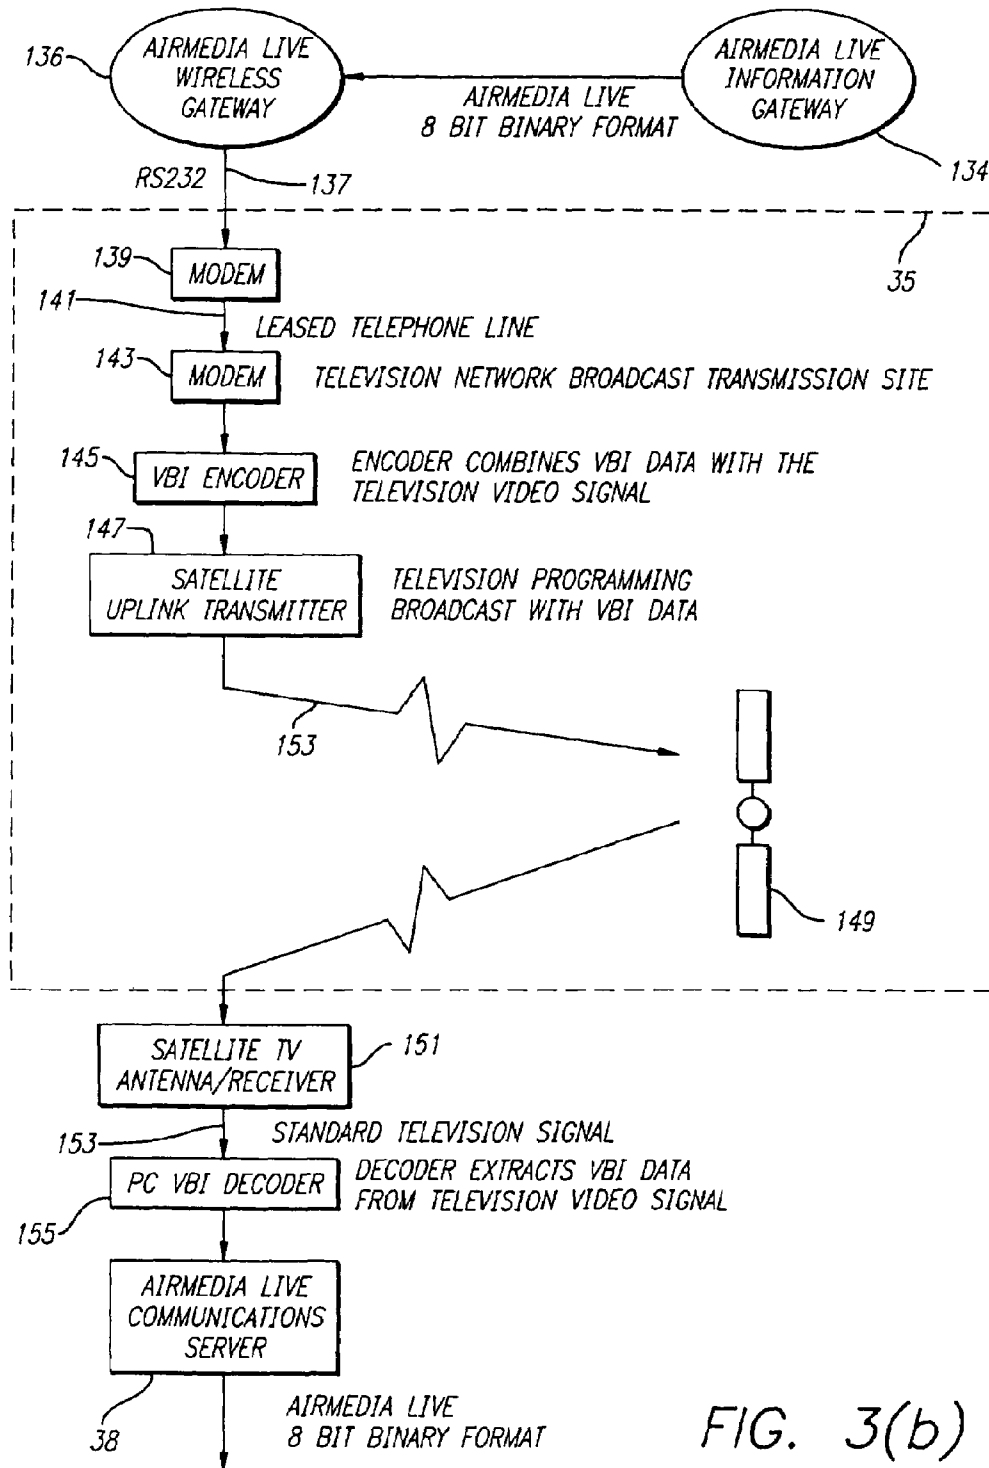 136
AIRMEDIA LIVE
WIRELESS
GATEWAY
AIRMEDIA LIVE
INFORMATION
GATEWAY
AIRMEDIA LIVE
8 BIT BINARY FORMAT
134
RS232
137
35
139
MODEM
141
LEASED TELEPHONE LINE
143
MODEM
TELEVISION NETWORK BROADCAST TRANSMISSION SITE
145
VBI ENCODER
ENCODER COMBINES VBI DATA WITH THE
TELEVISION VIDEO SIGNAL
147
SATELLITE
UPLINK TRANSMITTER
TELEVISION PROGRAMMING
BROADCAST WITH VBI DATA
153
149
SATELLITE TV
ANTENNA/RECEIVER
151
153
STANDARD TELEVISION SIGNAL
PC VBI DECODER
DECODER EXTRACTS VBI DATA
FROM TELEVISION VIDEO SIGNAL
155
AIRMEDIA LIVE
COMMUNICATIONS
SERVER
38
AIRMEDIA LIVE
8 BIT BINARY FORMAT
FIG. 3(b)